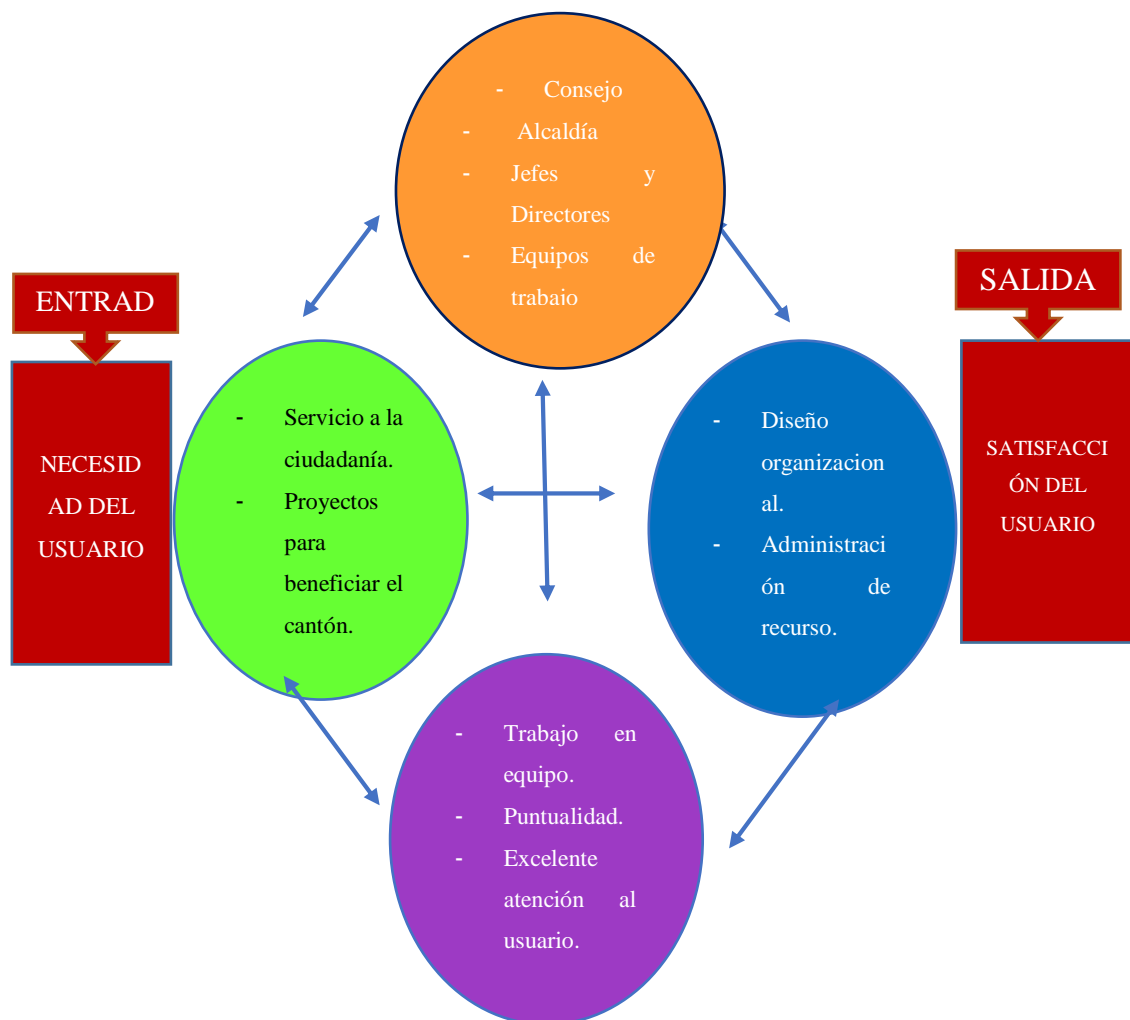 - Consejo
- Alcaldía
- Jefes y
Directores
- Equipos de
trabajo
ENTRAD
NECESID
AD DEL
USUARIO
- Servicio a la
ciudadanía.
- Proyectos
para
beneficiar el
cantón.
- Diseño
organizacion
al.
- Administraci
ón de
recurso.
SALIDA
SATISFACCI
ÓN DEL
USUARIO
- Trabajo en
equipo.
- Puntualidad.
- Excelente
atención al
usuario.